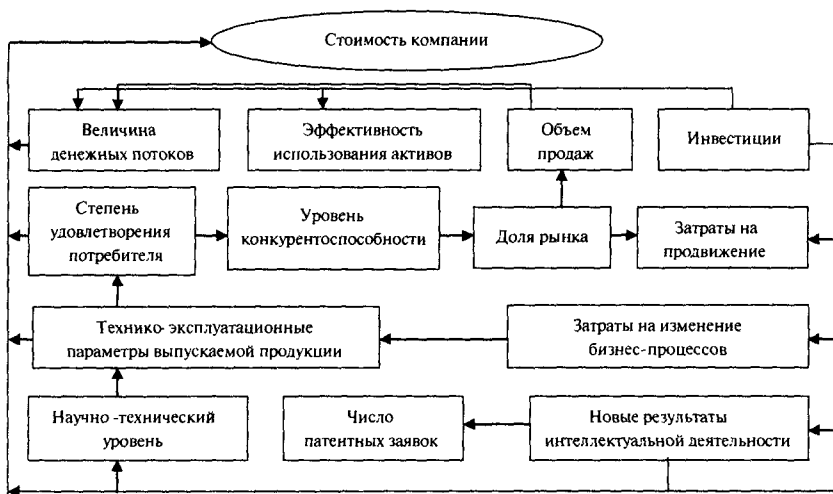 Стоимость компании
Величина
денежных потоков
Эффективность
использования активов
Объем
продаж
Инвестиции
Степень
удовлетворения
потребителя
Уровень
конкурентоспособности
Доля рынка
Затраты на
продвижение
Технико- эксплуатационные
параметры выпускаемой продукции
Затраты на изменение
бизнес-процессов
Научно -технический
уровень
Число
патентных заявок
Новые результаты
интеллектуальной деятельности